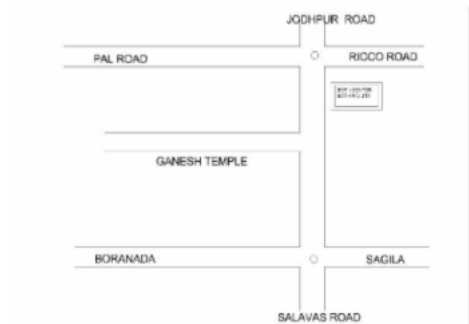 JODHPUR ROAD
PAL ROAD
RICCO ROAD
GANESH TEMPLE
BORANADA
SAGILA
SALAVAS ROAD